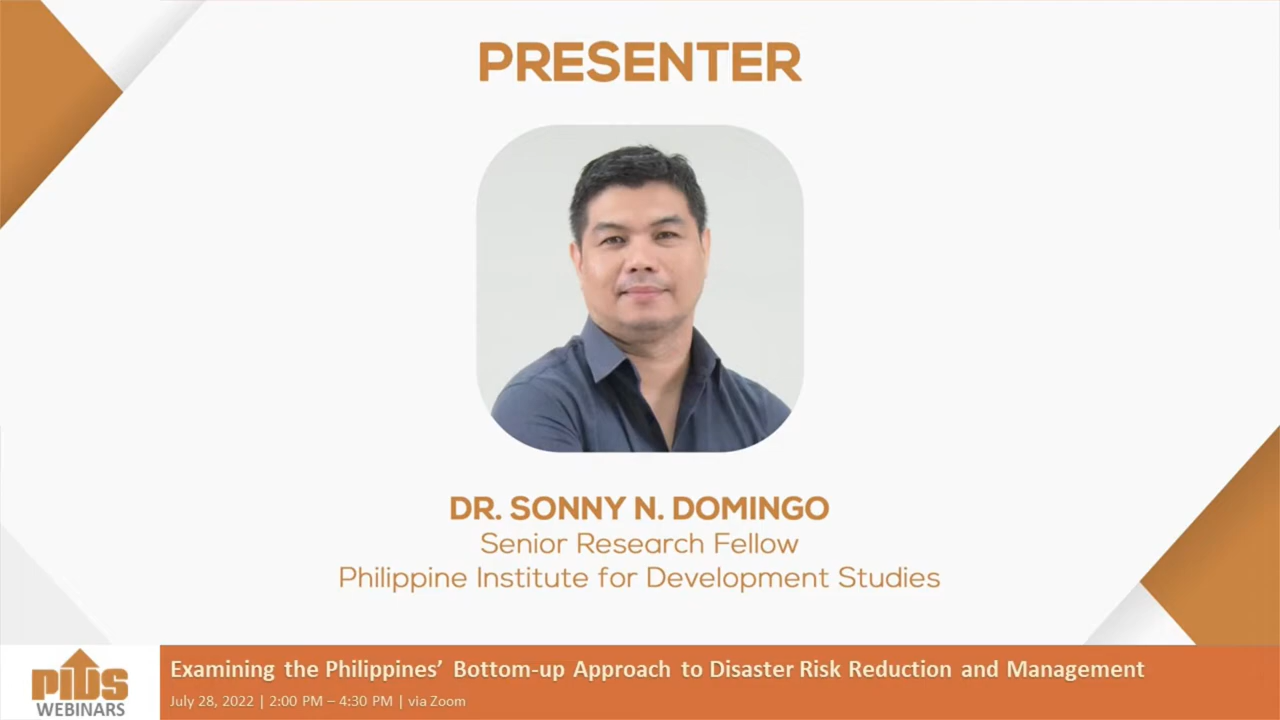 PRESENTER
DR. SONNY N. DOMINGO
Senior Research Fellow
Philippine Institute for Development Studies
PIDS
WEBINARS
Examining the Philippines’ Bottom-up Approach to Disaster Risk Reduction and Management
July 28, 2022 | 2:00 PM – 4:30 PM | via Zoom